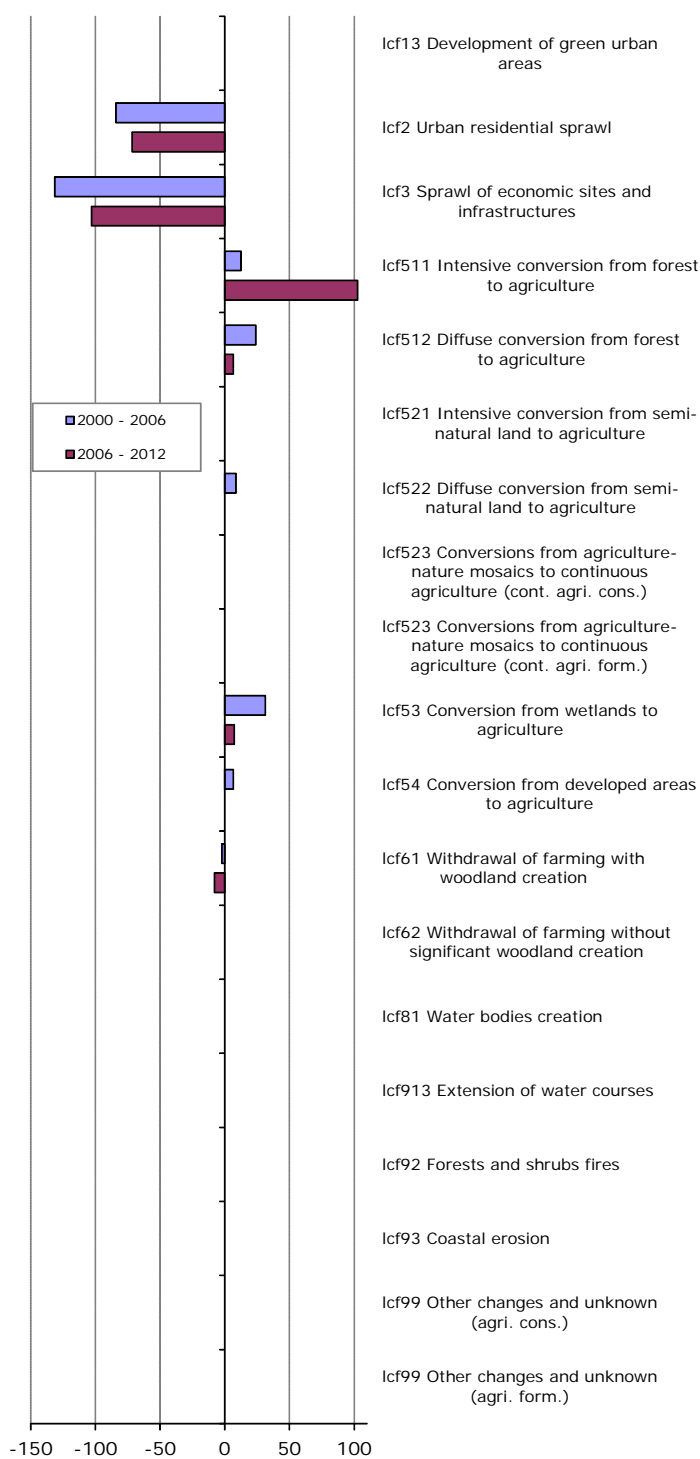 lcf13 Development of green urban
areas
lcf2 Urban residential sprawl
lcf3 Sprawl of economic sites and
infrastructures
lcf511 Intensive conversion from forest
to agriculture
lcf512 Diffuse conversion from forest
to agriculture
lcf521 Intensive conversion from semi-
natural land to agriculture
2000 - 2006
2006 - 2012
lcf522 Diffuse conversion from semi-
natural land to agriculture
lcf523 Conversions from agriculture-
nature mosaics to continuous
agriculture (cont. agri. cons.)
lcf523 Conversions from agriculture-
nature mosaics to continuous
agriculture (cont. agri. form.)
lcf53 Conversion from wetlands to
agriculture
lcf54 Conversion from developed areas
to agriculture
lcf61 Withdrawal of farming with
woodland creation
lcf62 Withdrawal of farming without
significant woodland creation
lcf81 Water bodies creation
lcf913 Extension of water courses
lcf92 Forests and shrubs fires
lcf93 Coastal erosion
lcf99 Other changes and unknown
(agri. cons.)
lcf99 Other changes and unknown
(agri. form.)
-150 -100 -50 0 50 100